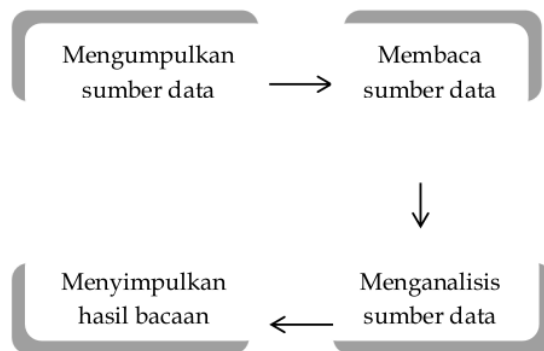 Mengumpulkan
sumber data
Membaca
sumber data
Menganalisis
sumber data
Menyimpulkan
hasil bacaan